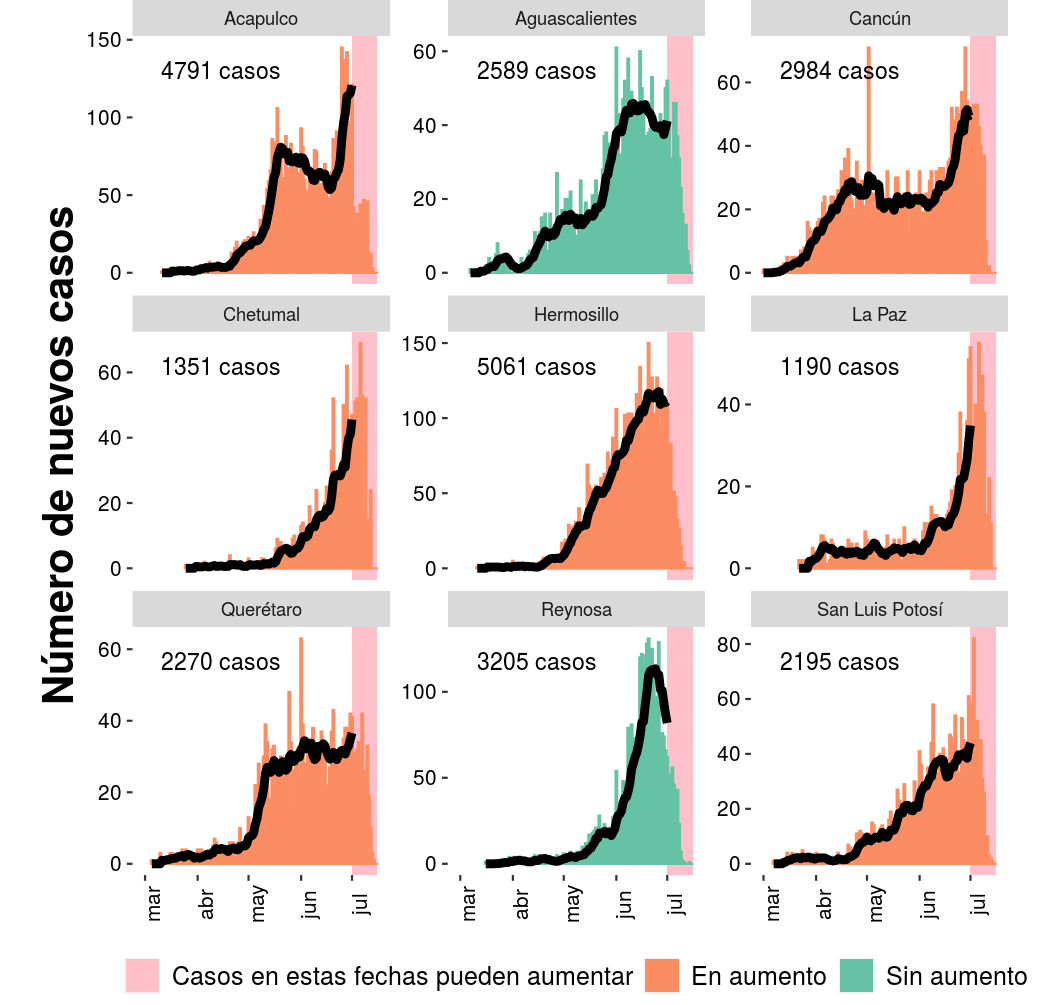 Número de nuevos casos
Acapulco
4791 casos
150
100
50
0
Aguascalientes
2589 casos
60
40
20
0
Cancún
2984 casos
60
40
20
0
Chetumal
1351 casos
60
40
20
0
Hermosillo
5061 casos
150
100
50
0
La Paz
1190 casos
40
20
0
Querétaro
2270 casos
60
40
20
0
mar abr may jun jul
Reynosa
3205 casos
100
50
0
mar abr may jun jul
San Luis Potosí
2195 casos
80
60
40
20
0
mar abr may jun jul
Casos en estas fechas pueden aumentar En aumento Sin aumento